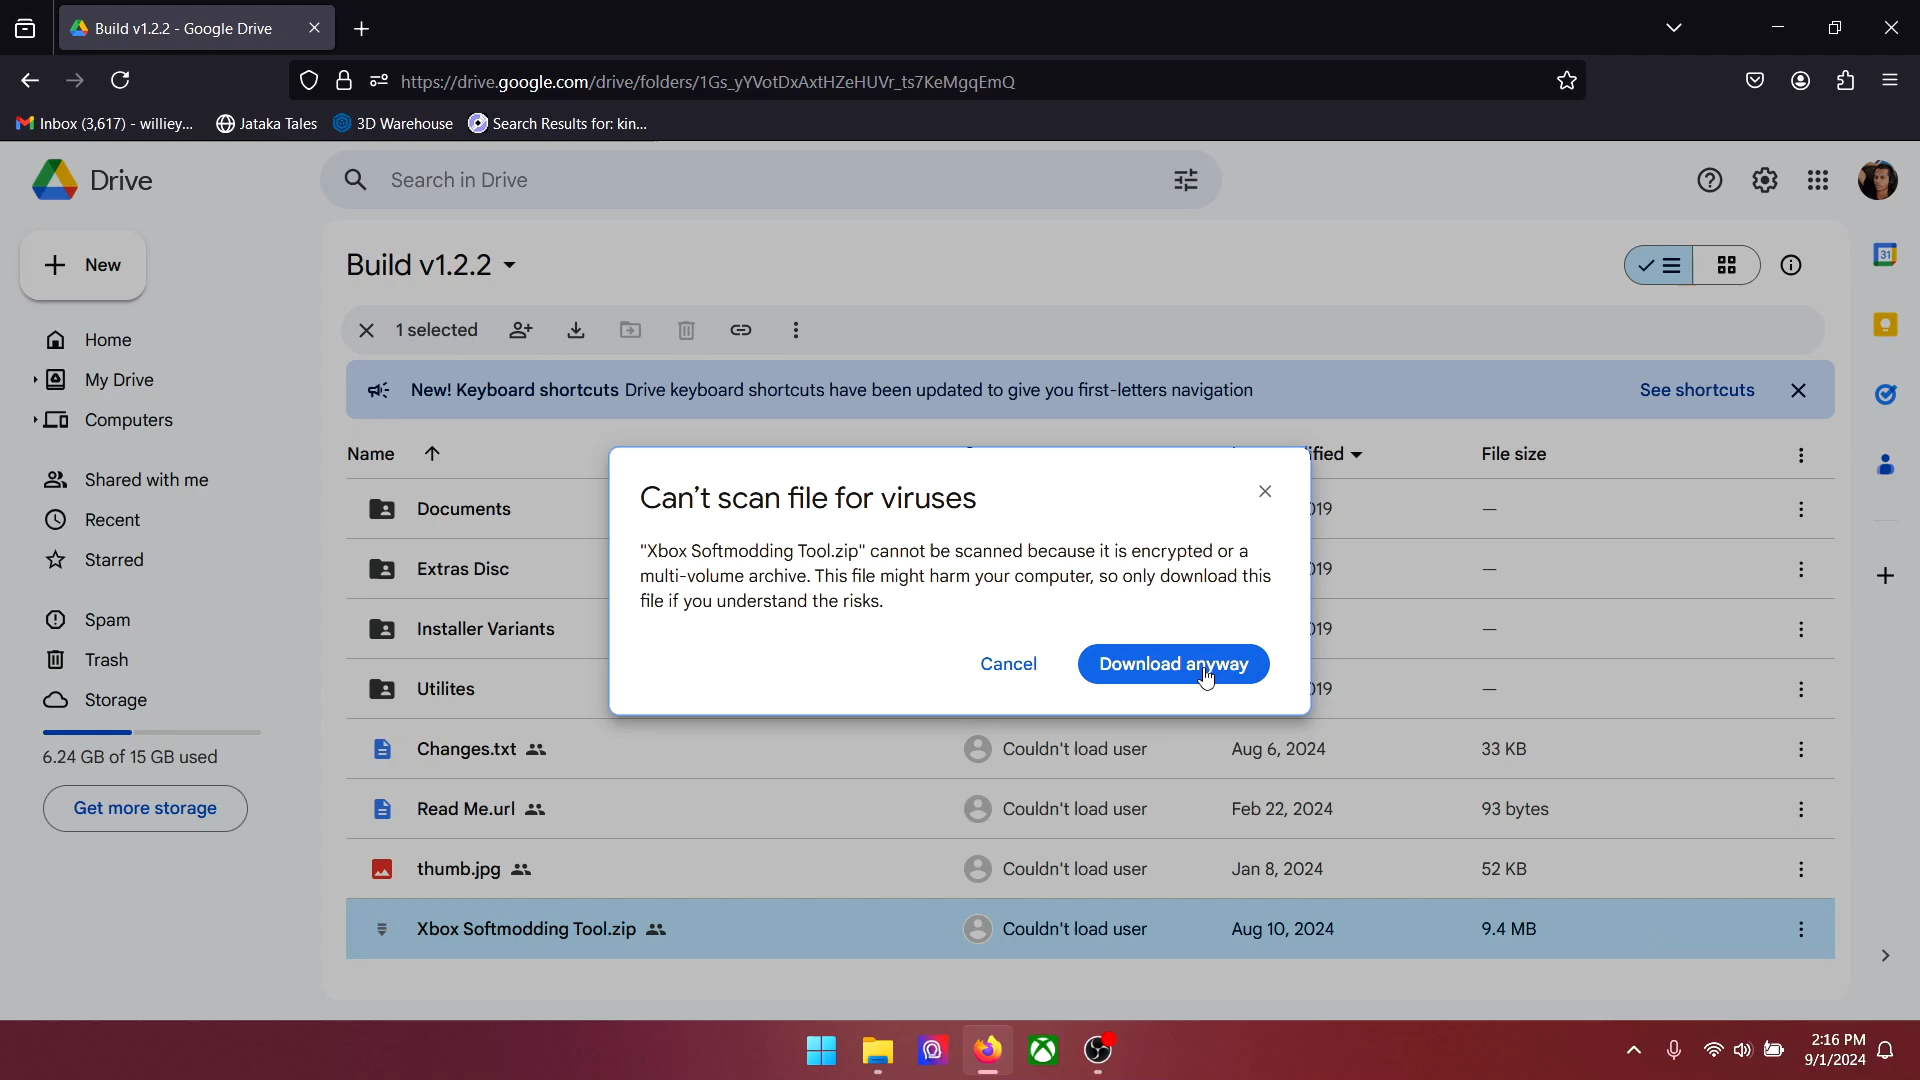 Build v1.2.2 - Google Drive
https://drive.google.com/drive/folders/1Gs_yYVotDxAxtHZeHUVr_ts7KeMgqEmQ
Inbox (3,617) - williey... Jataka Tales 3D Warehouse Search Results for: kin...
Drive
Search in Drive
New
Build v1.2.2
1 selected
Home
My Drive
Computers
Shared with me
Recent
Starred
Spam
Trash
Storage
6.24 GB of 15 GB used
Get more storage
New! Keyboard shortcuts Drive keyboard shortcuts have been updated to give you first-letters navigation See shortcuts
Name File size
Documents 019 —
Extras Disc 019 —
Installer Variants 019 —
Utilites 019 —
Can't scan file for viruses
"Xbox Softmodding Tool.zip" cannot be scanned because it is encrypted or a
multi-volume archive. This file might harm your computer, so only download this
file if you understand the risks.
Cancel Download anyway
Changes.txt Couldn't load user Aug 6, 2024 33 KB
Read Me.url Couldn't load user Feb 22, 2024 93 bytes
thumb.jpg Couldn't load user Jan 8, 2024 52 KB
Xbox Softmodding Tool.zip Couldn't load user Aug 10, 2024 9.4 MB
31
2:16 PM
9/1/2024